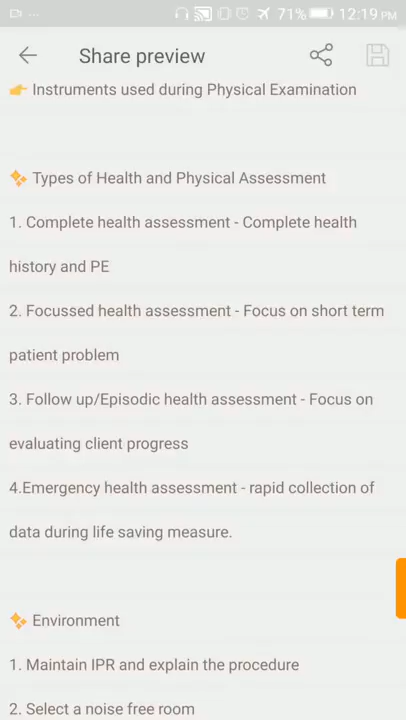 71% 12:19 PM
Share preview
👉 Instruments used during Physical Examination
✨ Types of Health and Physical Assessment
1. Complete health assessment - Complete health
history and PE
2. Focussed health assessment - Focus on short term
patient problem
3. Follow up/Episodic health assessment - Focus on
evaluating client progress
4.Emergency health assessment - rapid collection of
data during life saving measure.
✨ Environment
1. Maintain IPR and explain the procedure
2. Select a noise free room